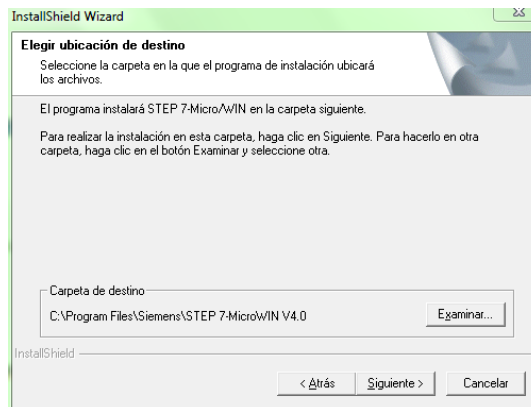 InstallShield Wizard
Elegir ubicación de destino
Seleccione la carpeta en la que el programa de instalación ubicará
los archivos.
El programa instalará STEP 7-Micro/WIN en la carpeta siguiente.
Para realizar la instalación en esta carpeta, haga clic en Siguiente. Para hacerlo en otra
carpeta, haga clic en el botón Examinar y seleccione otra.
Carpeta de destino
C:\Program Files\Siemens\STEP 7-MicroWIN V4.0
Examinar...
InstallShield
< Atrás
Siguiente >
Cancelar